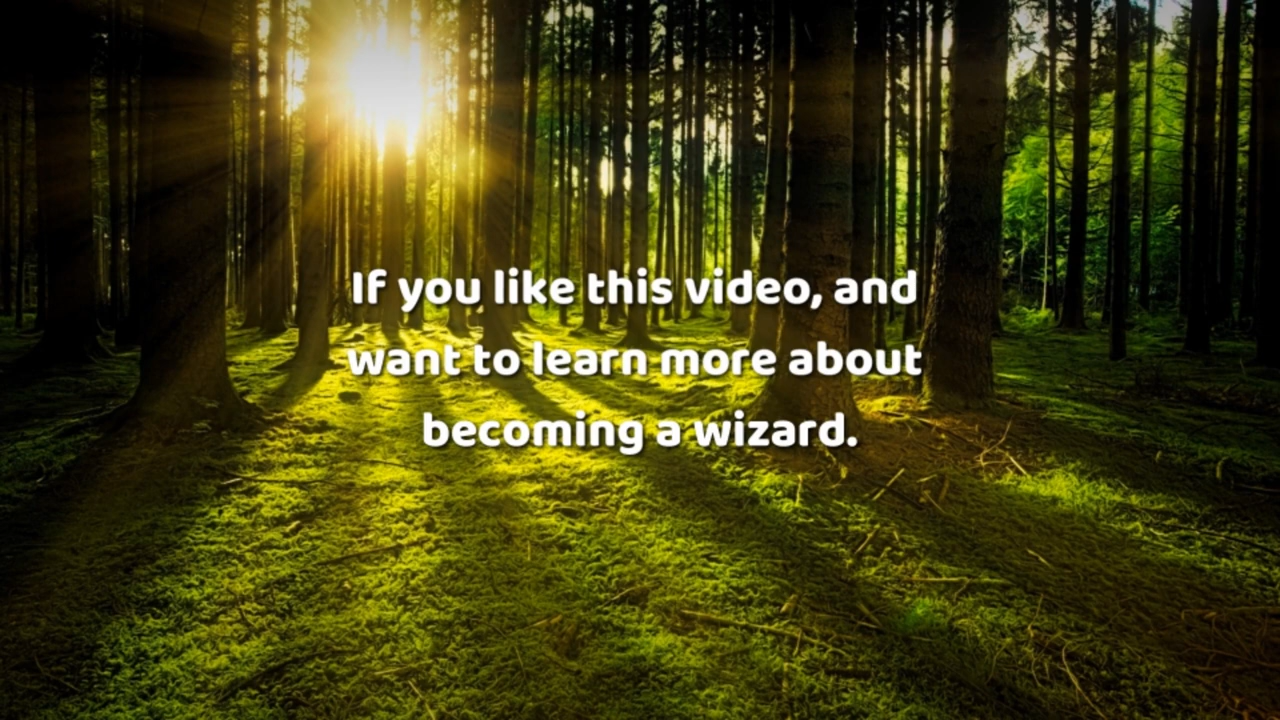 If you like this video, and
want to learn more about
becoming a wizard.